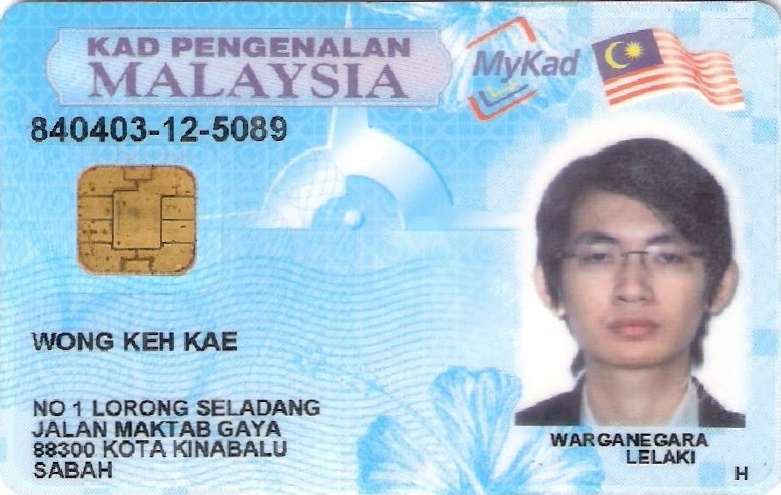 KAD PENGENALAN
MALAYSIA
MyKad
840403-12-5089
WONG KEH KAE
NO 1 LORONG SELADANG
JALAN MAKTAB GAYA
88300 KOTA KINABALU
SABAH
WARGANEGARA
LELAKI
H